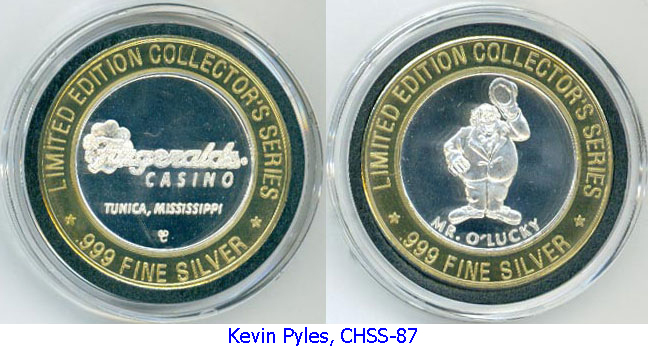 LIMITED EDITION COLLECTOR'S SERIES
Fitzgeralds
CASINO
TUNICA, MISSISSIPPI
.999 FINE SILVER
LIMITED EDITION COLLECTOR'S SERIES
MR. O'LUCKY
.999 FINE SILVER
Kevin Pyles, CHSS-87